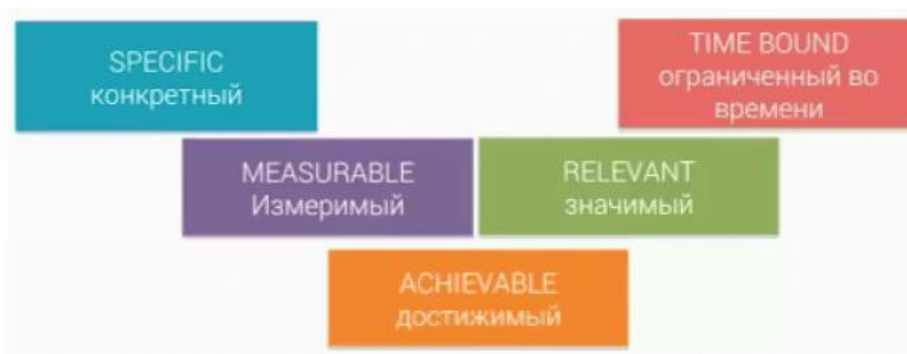 SPECIFIC
конкретный
MEASURABLE
Измеримый
ACHIEVABLE
достижимый
RELEVANT
значимый
TIME BOUND
ограниченный во
времени